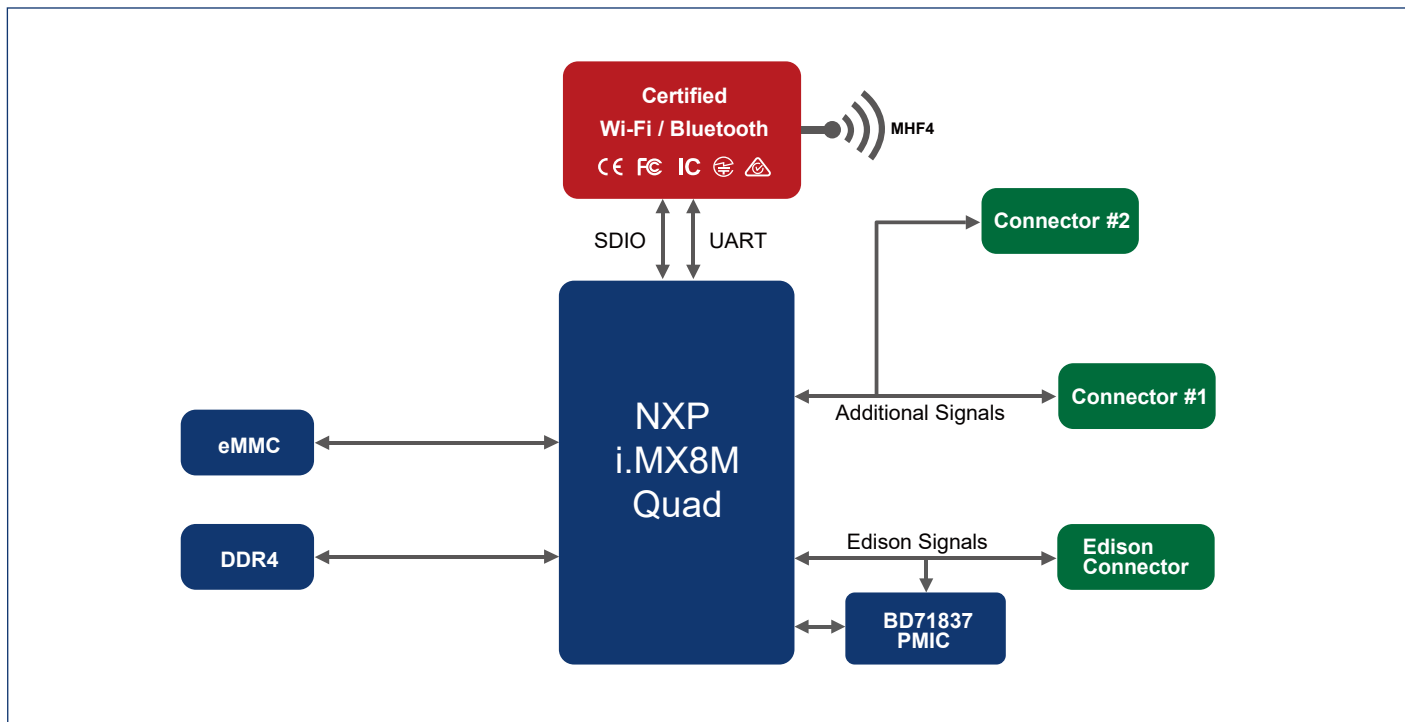 Certified
Wi-Fi / Bluetooth
CE FC IC
MHF4
SDIO
UART
Connector #2
NXP
i.MX8M
Quad
Connector #1
Additional Signals
eMMC
DDR4
Edison Signals
Edison
Connector
BD71837
PMIC